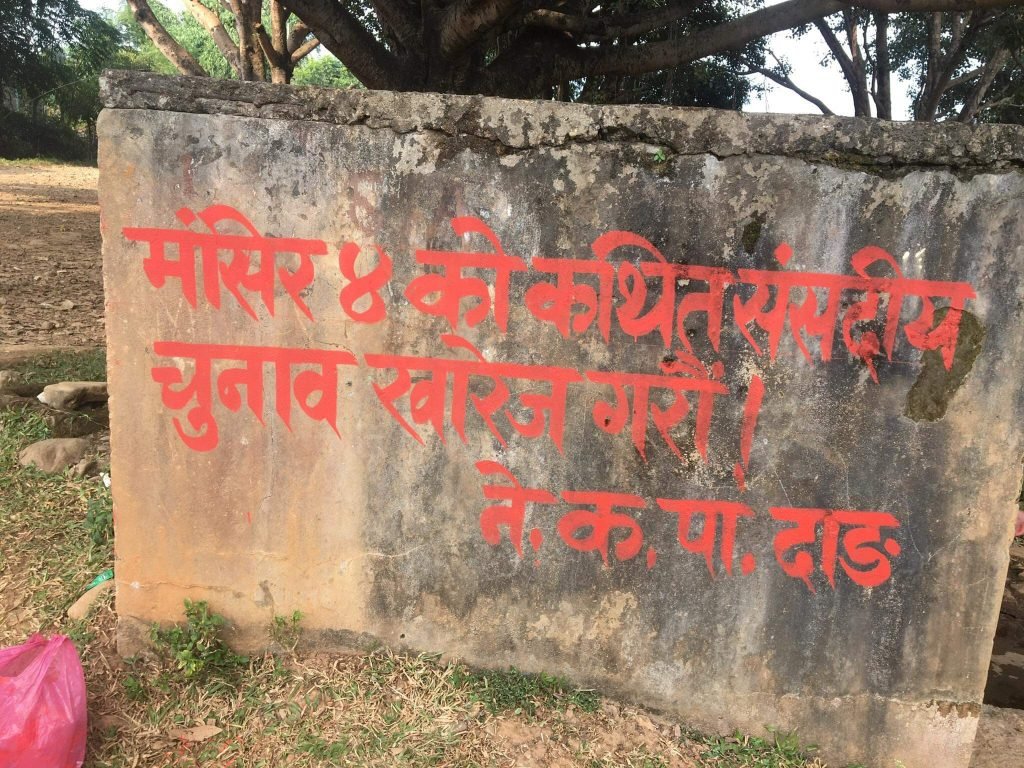 मंसिर ४ को कथित संसदीय
चुनाव खारेज गरौं।
ने. क. पा. दाङ